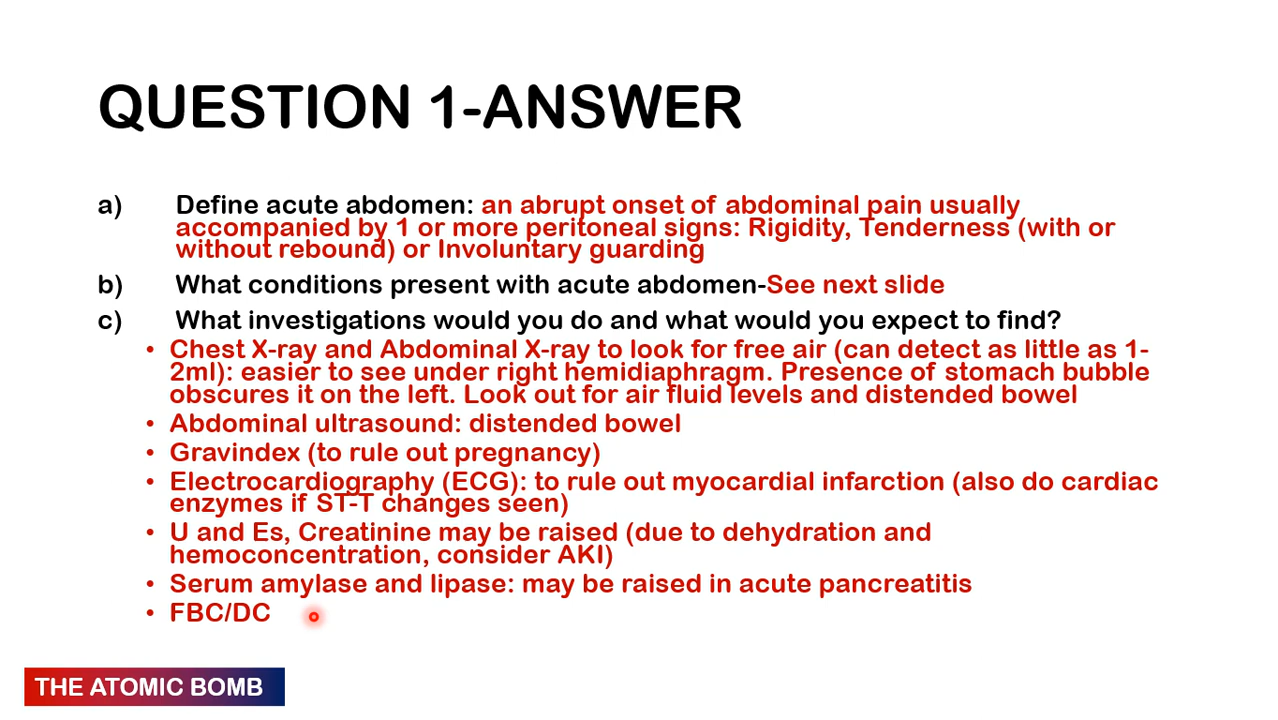 QUESTION 1-ANSWER
a) Define acute abdomen: an abrupt onset of abdominal pain usually
accompanied by 1 or more peritoneal signs: Rigidity, Tenderness (with or
without rebound) or Involuntary guarding
b) What conditions present with acute abdomen-See next slide
c) What investigations would you do and what would you expect to find?
• Chest X-ray and Abdominal X-ray to look for free air (can detect as little as 1-
2ml): easier to see under right hemidiaphragm. Presence of stomach bubble
obscures it on the left. Look out for air fluid levels and distended bowel
• Abdominal ultrasound: distended bowel
• Gravindex (to rule out pregnancy)
• Electrocardiography (ECG): to rule out myocardial infarction (also do cardiac
enzymes if ST-T changes seen)
• U and Es, Creatinine may be raised (due to dehydration and
hemoconcentration, consider AKI)
• Serum amylase and lipase: may be raised in acute pancreatitis
• FBC/DC
THE ATOMIC BOMB